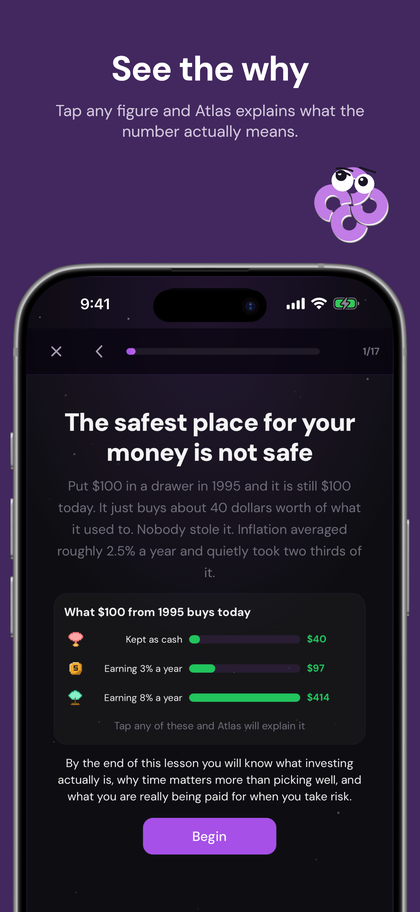 See the why
Tap any figure and Atlas explains what the
number actually means.
9:41
1/17
The safest place for your
money is not safe
Put $100 in a drawer in 1995 and it is still $100
today. It just buys about 40 dollars worth of what
it used to. Nobody stole it. Inflation averaged
roughly 2.5% a year and quietly took two thirds of
it.
What $100 from 1995 buys today
Kept as cash $40
Earning 3% a year $97
Earning 8% a year $414
Tap any of these and Atlas will explain it
By the end of this lesson you will know what investing
actually is, why time matters more than picking well, and
what you are really being paid for when you take risk.
Begin